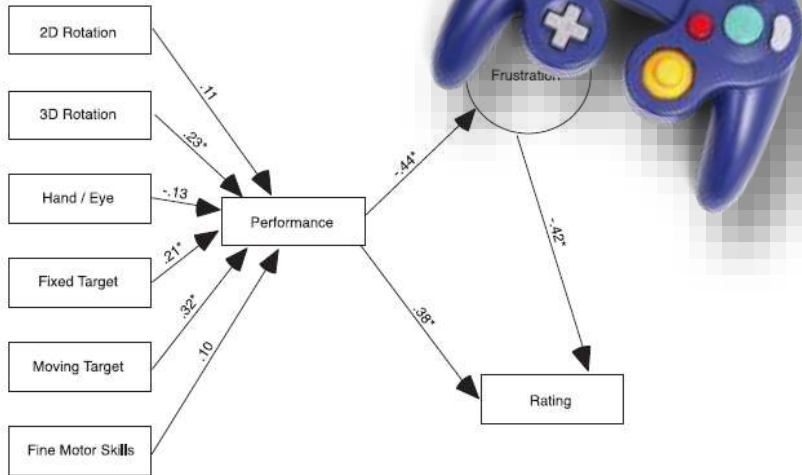 2D Rotation
.11
3D Rotation
.23*
Hand / Eye
-.13
Performance
Fixed Target
.21*
Moving Target
.32*
Fine Motor Skills
.10
-.44*
Frustration
-.42*
.38*
Rating